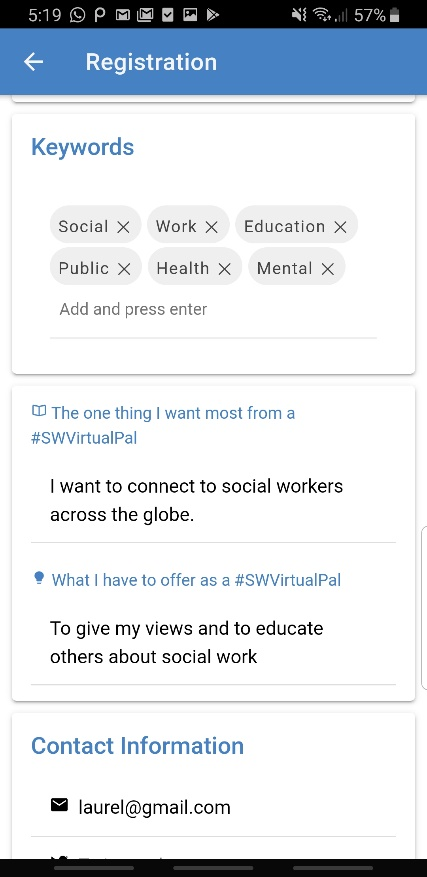 5:19 57%
Registration
Keywords
Social Work Education
Public Health Mental
Add and press enter
The one thing I want most from a
#SWVirtualPal
I want to connect to social workers
across the globe.
What I have to offer as a #SWVirtualPal
To give my views and to educate
others about social work
Contact Information
laurel@gmail.com